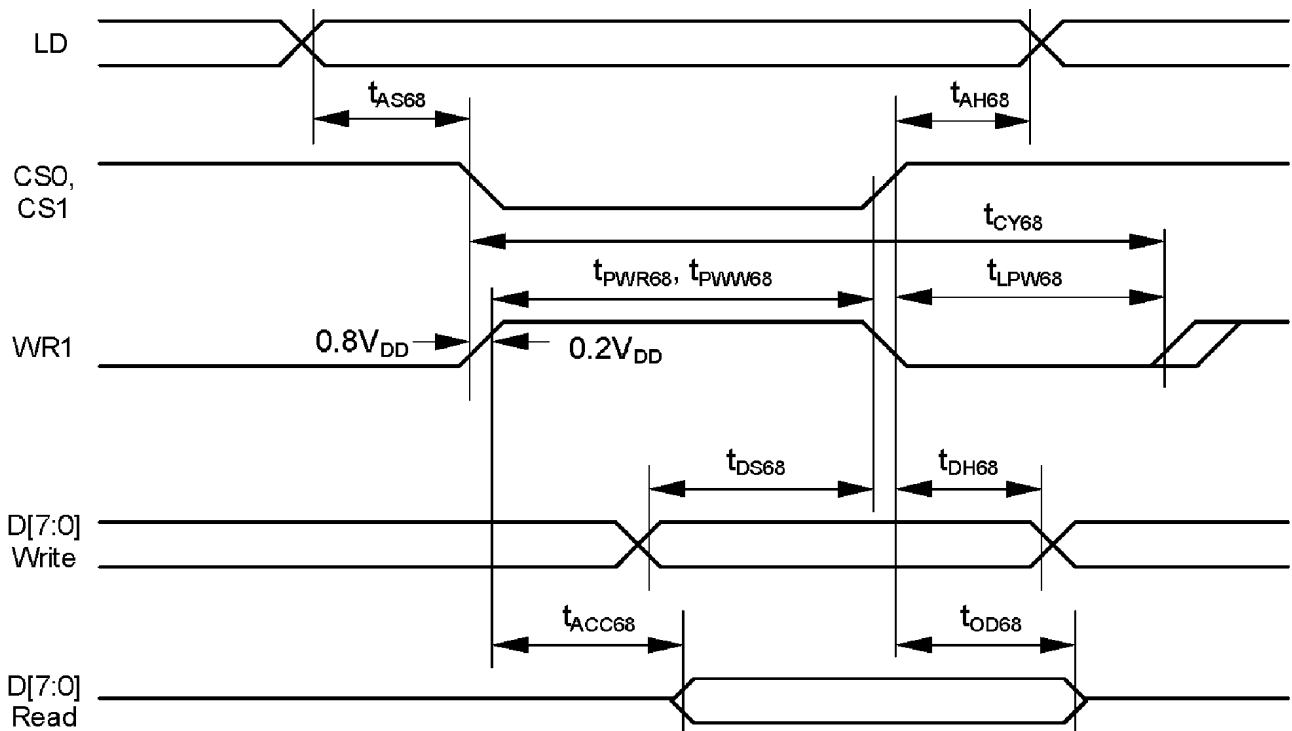 LD
tAS68
tAH68
CS0,
CS1
tCY68
tPWR68, tPWW68
tLPW68
WR1
0.8VDD
0.2VDD
tDS68
tDH68
D[7:0]
Write
tACC68
tOD68
D[7:0]
Read